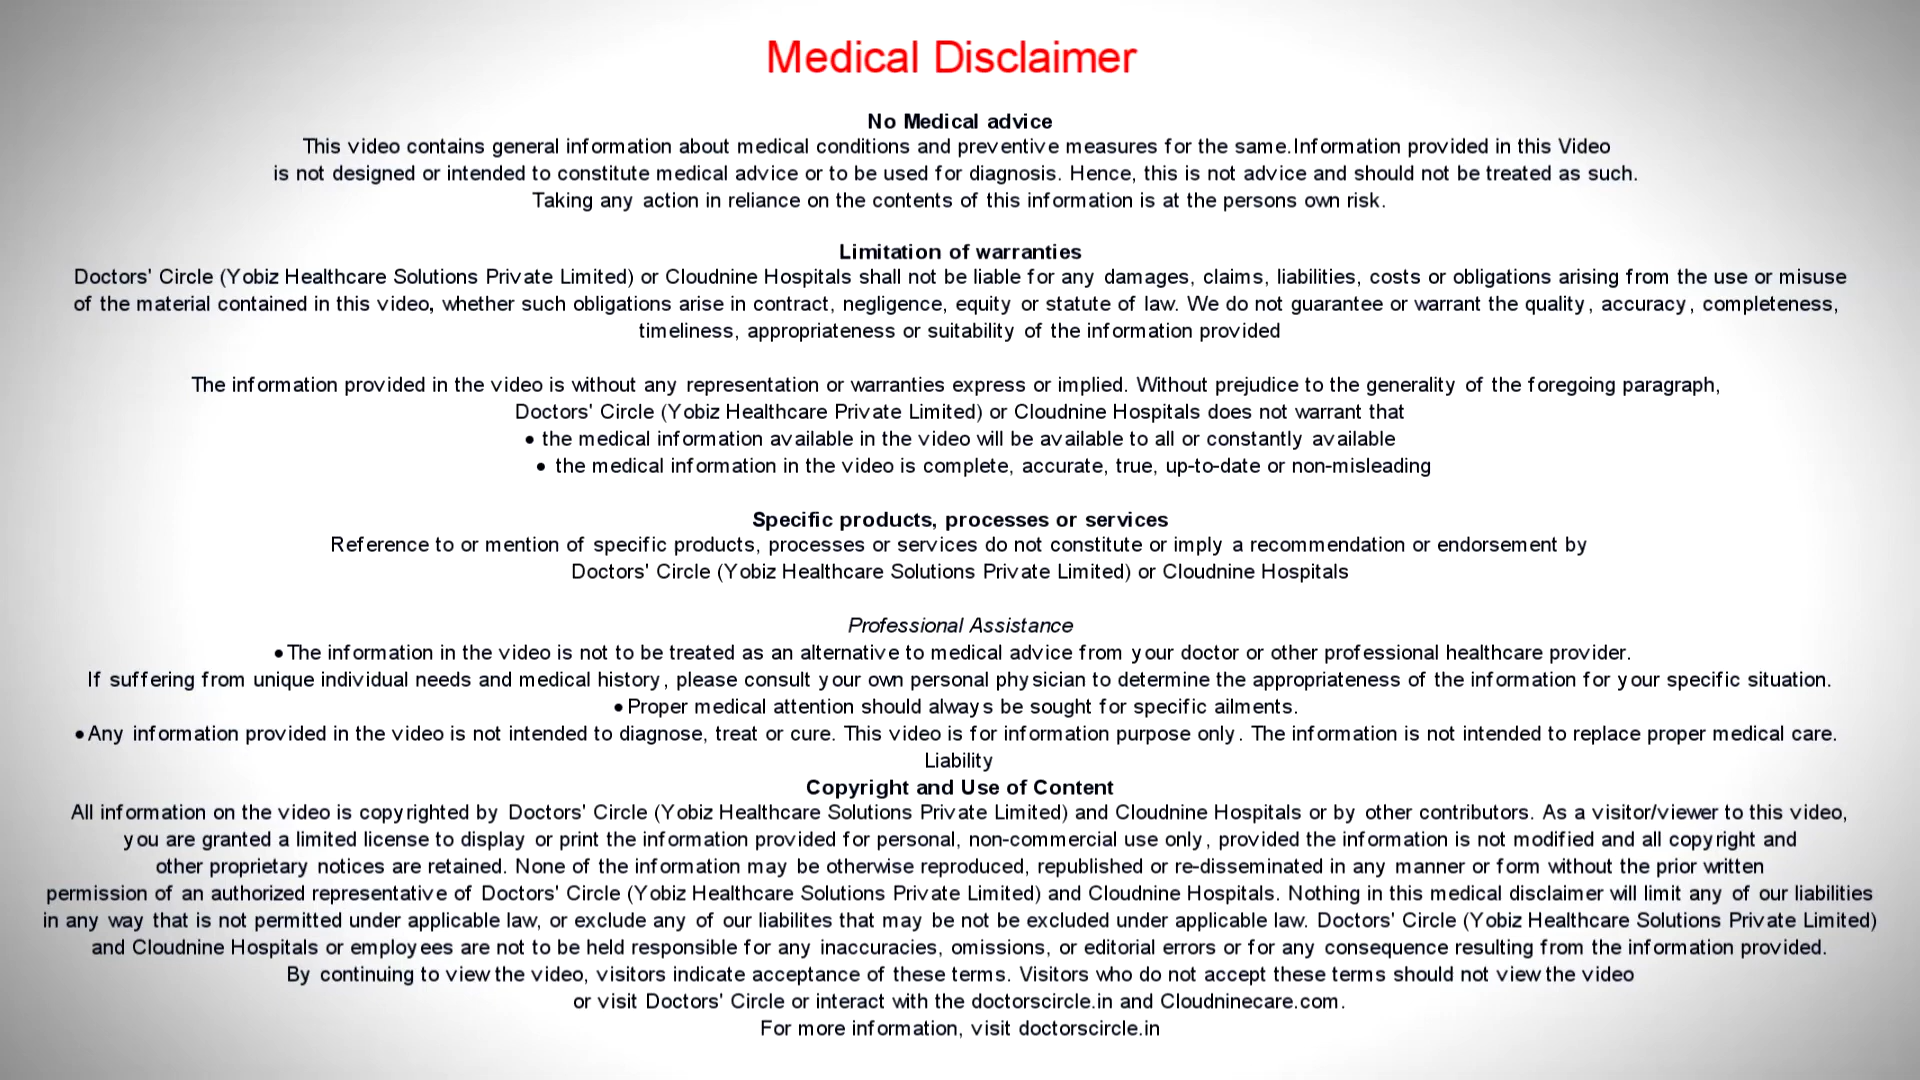 Medical Disclaimer
No Medical advice
This video contains general information about medical conditions and preventive measures for the same.Information provided in this Video
is not designed or intended to constitute medical advice or to be used for diagnosis. Hence, this is not advice and should not be treated as such.
Taking any action in reliance on the contents of this information is at the persons own risk.
Limitation of warranties
Doctors' Circle (Yobiz Healthcare Solutions Private Limited) or Cloudnine Hospitals shall not be liable for any damages, claims, liabilities, costs or obligations arising from the use or misuse
of the material contained in this video, whether such obligations arise in contract, negligence, equity or statute of law. We do not guarantee or warrant the quality, accuracy, completeness,
timeliness, appropriateness or suitability of the information provided
The information provided in the video is without any representation or warranties express or implied. Without prejudice to the generality of the foregoing paragraph,
Doctors' Circle (Yobiz Healthcare Private Limited) or Cloudnine Hospitals does not warrant that
• the medical information available in the video will be available to all or constantly available
• the medical information in the video is complete, accurate, true, up-to-date or non-misleading
Specific products, processes or services
Reference to or mention of specific products, processes or services do not constitute or imply a recommendation or endorsement by
Doctors' Circle (Yobiz Healthcare Solutions Private Limited) or Cloudnine Hospitals
Professional Assistance
•The information in the video is not to be treated as an alternative to medical advice from your doctor or other professional healthcare provider.
If suffering from unique individual needs and medical history, please consult your own personal physician to determine the appropriateness of the information for your specific situation.
•Proper medical attention should always be sought for specific ailments.
•Any information provided in the video is not intended to diagnose, treat or cure. This video is for information purpose only. The information is not intended to replace proper medical care.
Liability
Copyright and Use of Content
All information on the video is copyrighted by Doctors' Circle (Yobiz Healthcare Solutions Private Limited) and Cloudnine Hospitals or by other contributors. As a visitor/viewer to this video,
you are granted a limited license to display or print the information provided for personal, non-commercial use only, provided the information is not modified and all copyright and
other proprietary notices are retained. None of the information may be otherwise reproduced, republished or re-disseminated in any manner or form without the prior written
permission of an authorized representative of Doctors' Circle (Yobiz Healthcare Solutions Private Limited) and Cloudnine Hospitals. Nothing in this medical disclaimer will limit any of our liabilities
in any way that is not permitted under applicable law, or exclude any of our liabilites that may be not be excluded under applicable law. Doctors' Circle (Yobiz Healthcare Solutions Private Limited)
and Cloudnine Hospitals or employees are not to be held responsible for any inaccuracies, omissions, or editorial errors or for any consequence resulting from the information provided.
By continuing to view the video, visitors indicate acceptance of these terms. Visitors who do not accept these terms should not view the video
or visit Doctors' Circle or interact with the doctorscircle.in and Cloudninecare.com.
For more information, visit doctorscircle.in